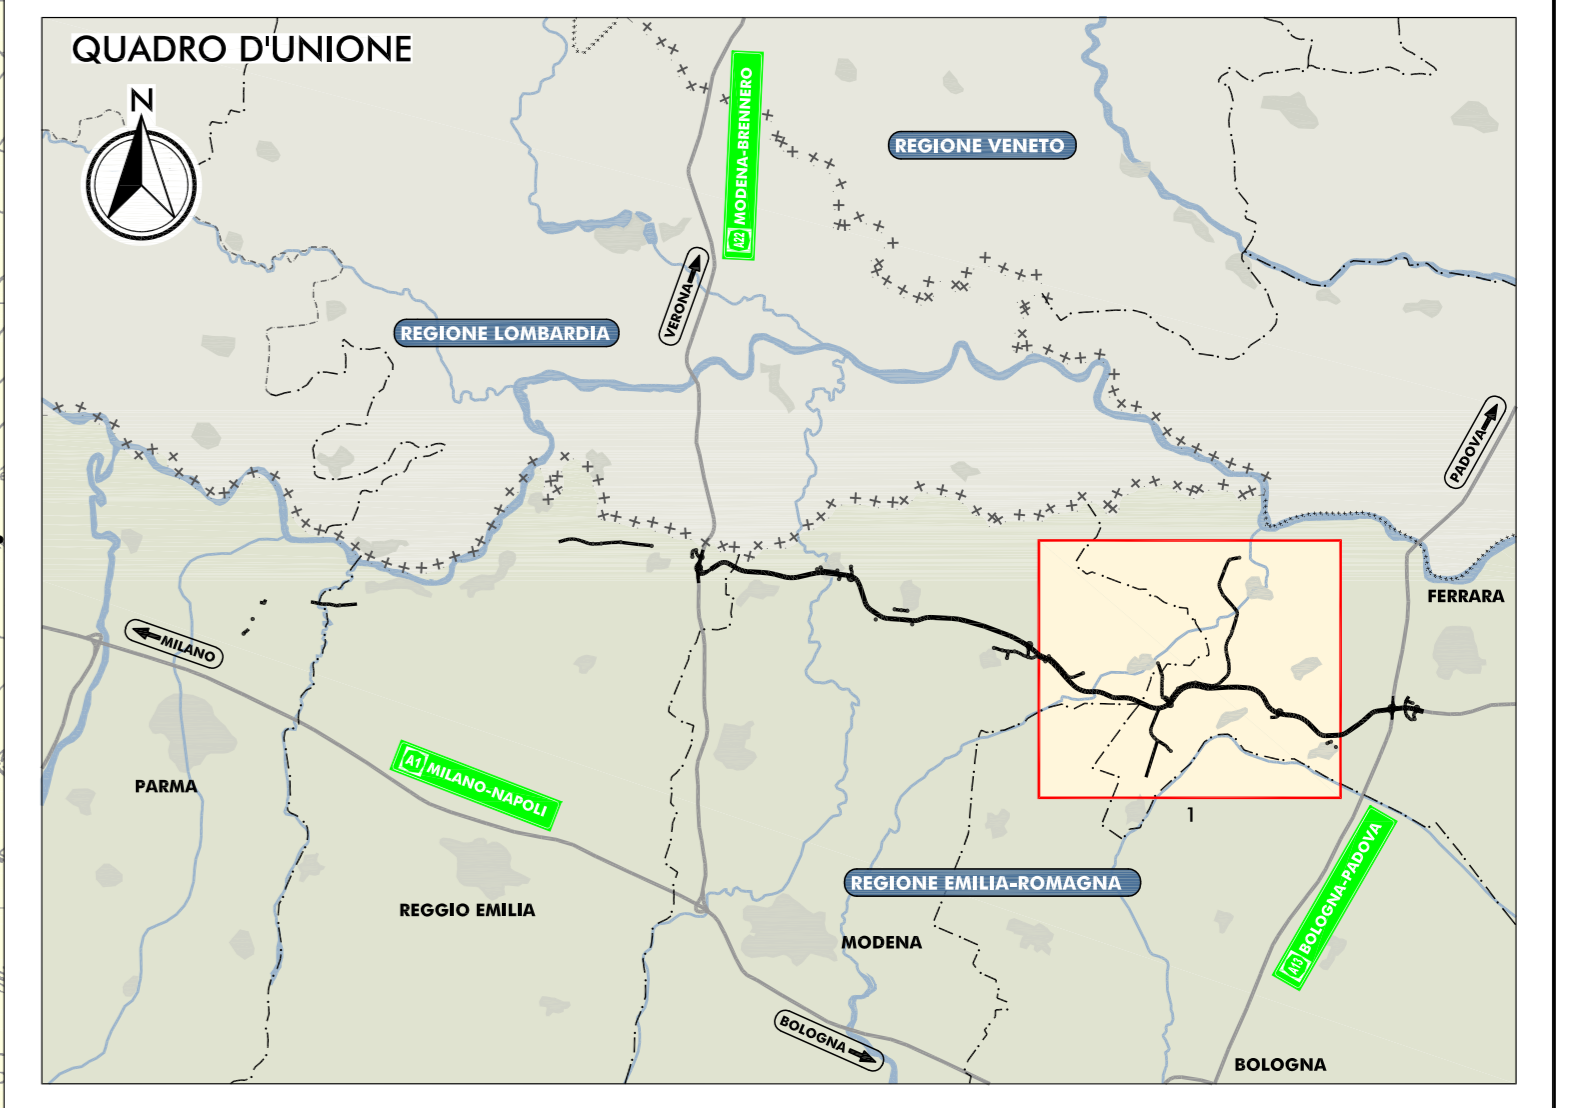 QUADRO D'UNIONE
N
A22 MODENA-BRENNERO
REGIONE VENETO
VERONA
REGIONE LOMBARDIA
PADOVA
FERRARA
MILANO
PARMA
A1 MILANO-NAPOLI
1
REGIONE EMILIA-ROMAGNA
A13 BOLOGNA-PADOVA
REGGIO EMILIA
MODENA
BOLOGNA
BOLOGNA